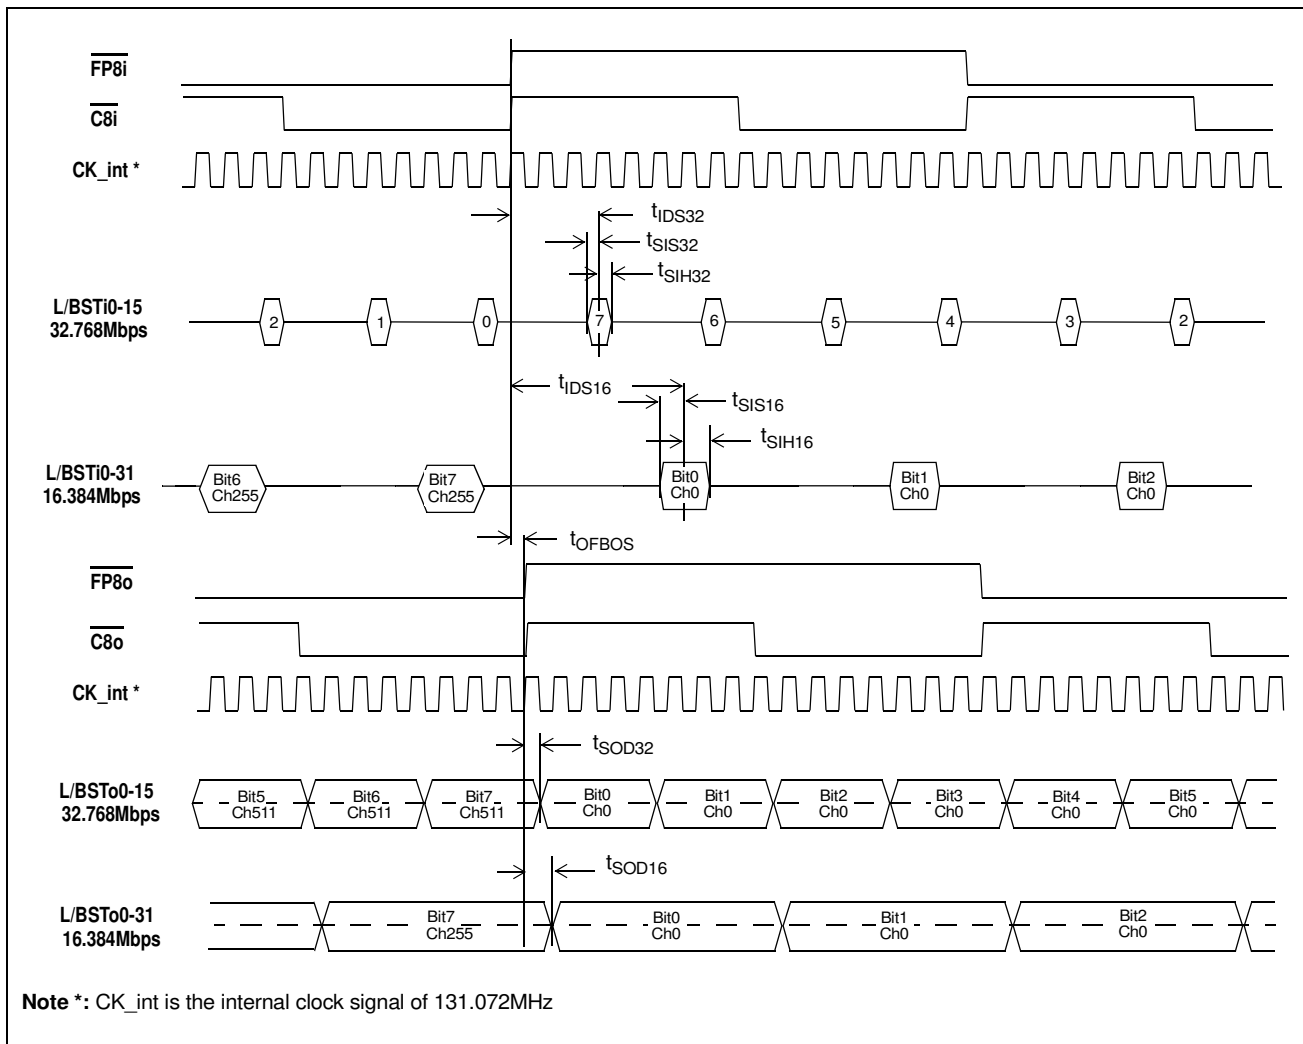 FP8i
C8i
CK_int *
tIDS32
tSIS32
tSIH32
L/BSTi0-15
32.768Mbps
2 1 0 7 6 5 4 3 2
tIDS16
tSIS16
tSIH16
L/BSTi0-31
16.384Mbps
Bit6 Ch255
Bit7 Ch255
Bit0 Ch0
Bit1 Ch0
Bit2 Ch0
tOFBOS
FP8o
C8o
CK_int *
tSOD32
L/BSTo0-15
32.768Mbps
Bit5 Ch511
Bit6 Ch511
Bit7 Ch511
Bit0 Ch0
Bit1 Ch0
Bit2 Ch0
Bit3 Ch0
Bit4 Ch0
Bit5 Ch0
tSOD16
L/BSTo0-31
16.384Mbps
Bit7 Ch255
Bit0 Ch0
Bit1 Ch0
Bit2 Ch0
Note *: CK_int is the internal clock signal of 131.072MHz